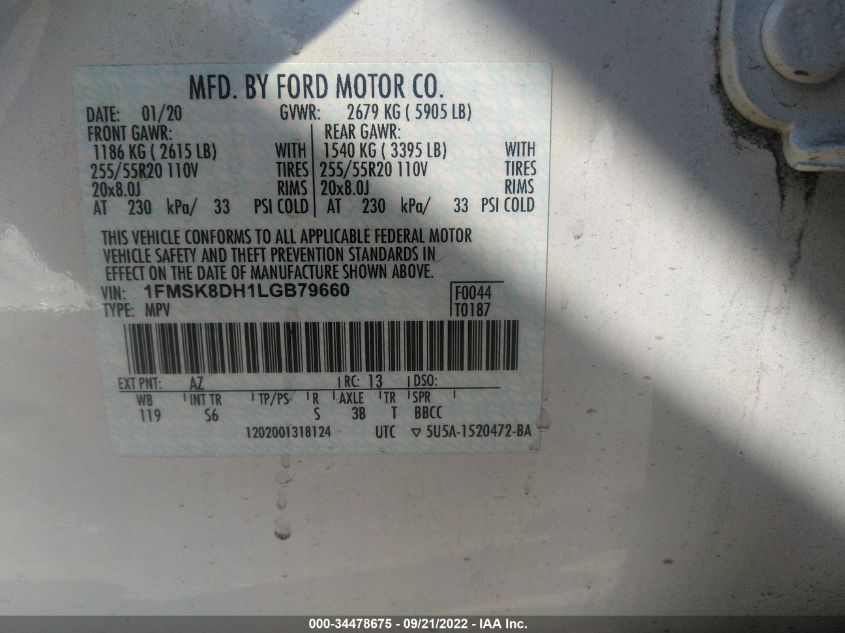 MFD. BY FORD MOTOR CO.
DATE: 01/20 GVWR: 2679 KG ( 5905 LB)
FRONT GAWR: REAR GAWR:
1186 KG ( 2615 LB) WITH 1540 KG ( 3395 LB) WITH
255/55R20 110V TIRES 255/55R20 110V TIRES
20x8.0J RIMS 20x8.0J RIMS
AT 230 kPa/ 33 PSI COLD AT 230 kPa/ 33 PSI COLD
THIS VEHICLE CONFORMS TO ALL APPLICABLE FEDERAL MOTOR
VEHICLE SAFETY AND THEFT PREVENTION STANDARDS IN
EFFECT ON THE DATE OF MANUFACTURE SHOWN ABOVE.
VIN: 1FMSK8DH1LGB79660 F0044
TYPE: MPV T0187
EXT PNT: AZ RC: 13 DSO:
WB INT TR TP/PS R AXLE TR SPR
119 S6 S 3B T BBCC
1202001318124 UTC ▽ 5U5A-1520472-BA
000-34478675 - 09/21/2022 - IAA Inc.